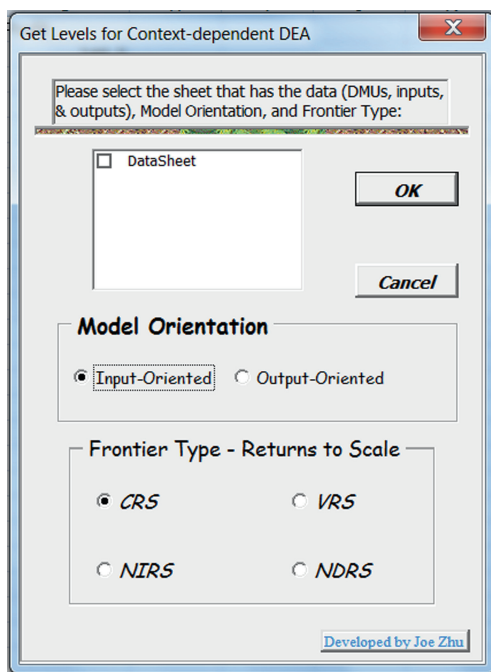 Get Levels for Context-dependent DEA
Please select the sheet that has the data (DMUs, inputs,
& outputs), Model Orientation, and Frontier Type:
DataSheet
OK
Cancel
Model Orientation
Input-Oriented Output-Oriented
Frontier Type - Returns to Scale
CRS VRS
NIRS NDRS
Developed by Joe Zhu